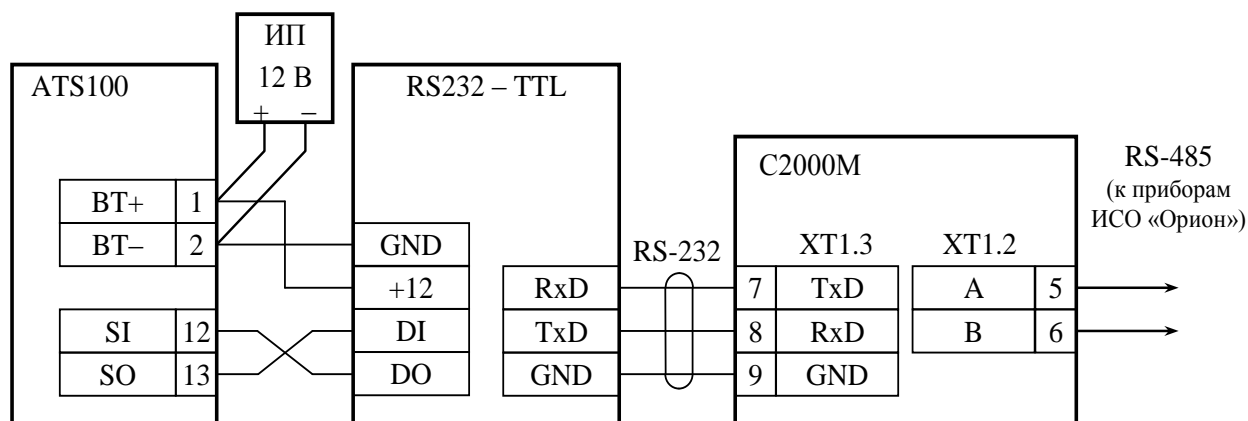 ИП
12 В
+ −
ATS100
BT+ 1
BT− 2
SI 12
SO 13
RS232 – TTL
GND
+12
DI
DO
RxD
TxD
GND
RS-232
С2000М
XT1.3
7 TxD
8 RxD
9 GND
XT1.2
A 5
B 6
RS-485
(к приборам
ИСО «Орион»)